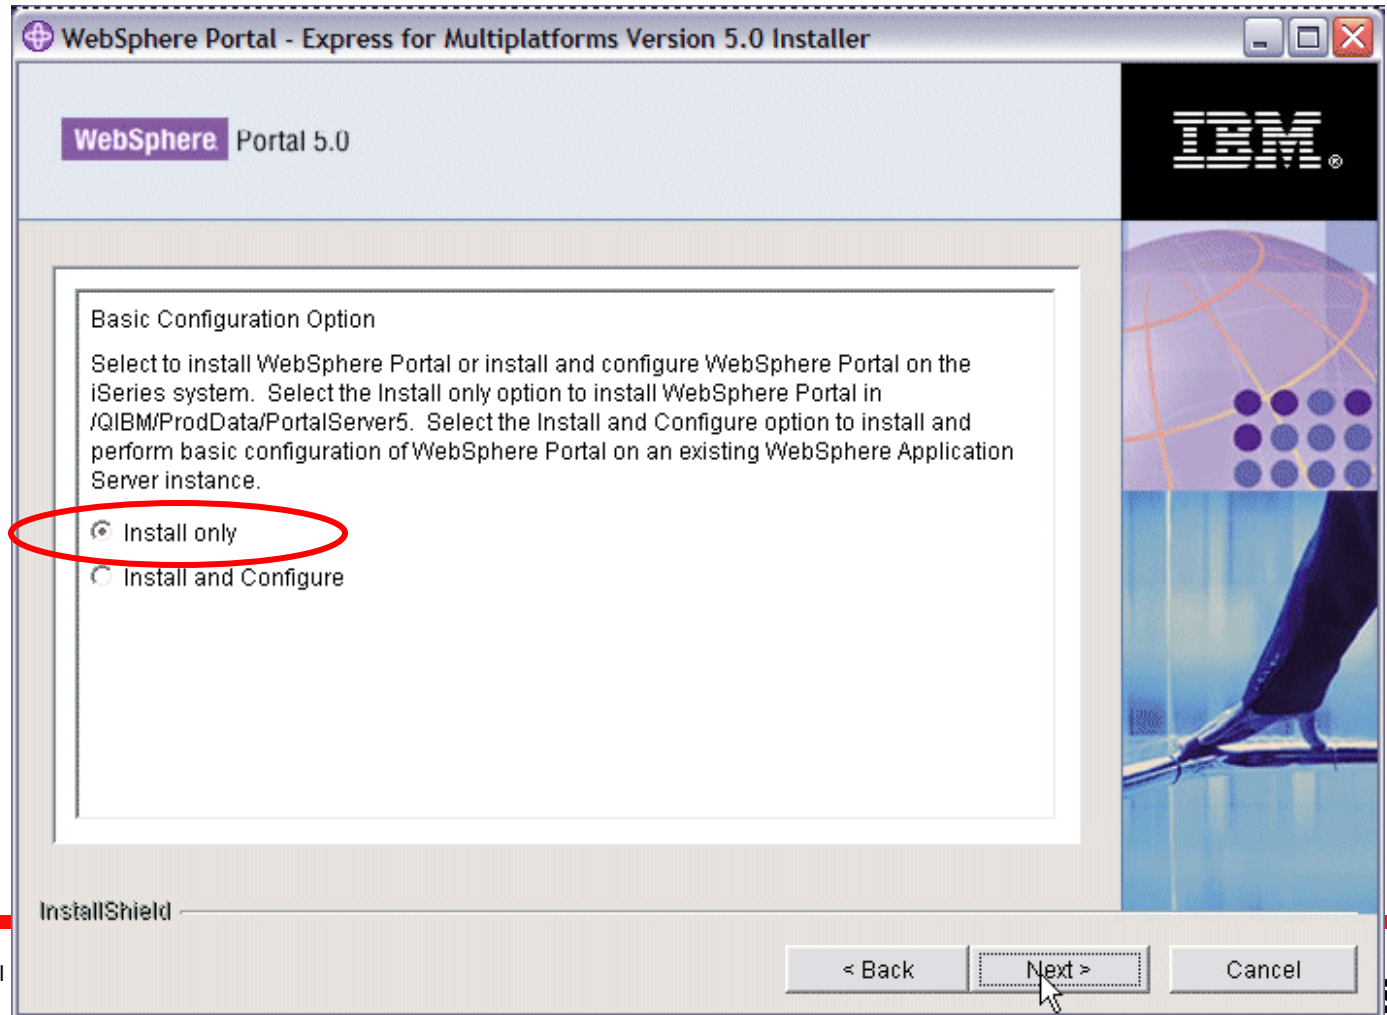 WebSphere Portal - Express for Multiplatforms Version 5.0 Installer
WebSphere Portal 5.0
IBM®
Basic Configuration Option
Select to install WebSphere Portal or install and configure WebSphere Portal on the
iSeries system. Select the Install only option to install WebSphere Portal in
/QIBM/ProdData/PortalServer5. Select the Install and Configure option to install and
perform basic configuration of WebSphere Portal on an existing WebSphere Application
Server instance.
Install only
Install and Configure
InstallShield
< Back
Next >
Cancel